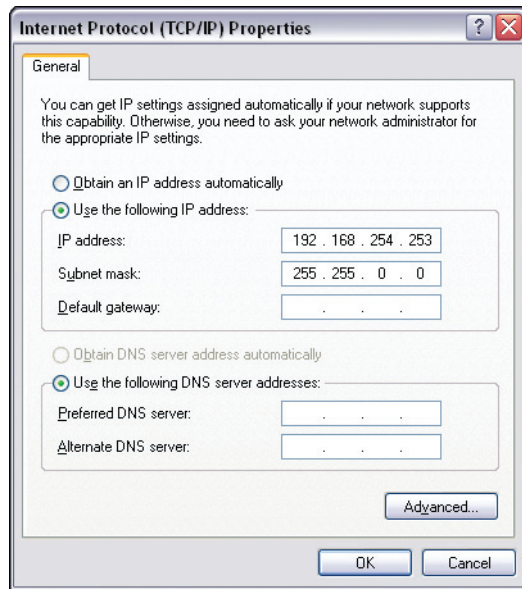 Internet Protocol (TCP/IP) Properties
General
You can get IP settings assigned automatically if your network supports
this capability. Otherwise, you need to ask your network administrator for
the appropriate IP settings.
Obtain an IP address automatically
Use the following IP address:
IP address: 192 . 168 . 254 . 253
Subnet mask: 255 . 255 . 0 . 0
Default gateway: . . .
Obtain DNS server address automatically
Use the following DNS server addresses:
Preferred DNS server: . . .
Alternate DNS server: . . .
Advanced...
OK Cancel